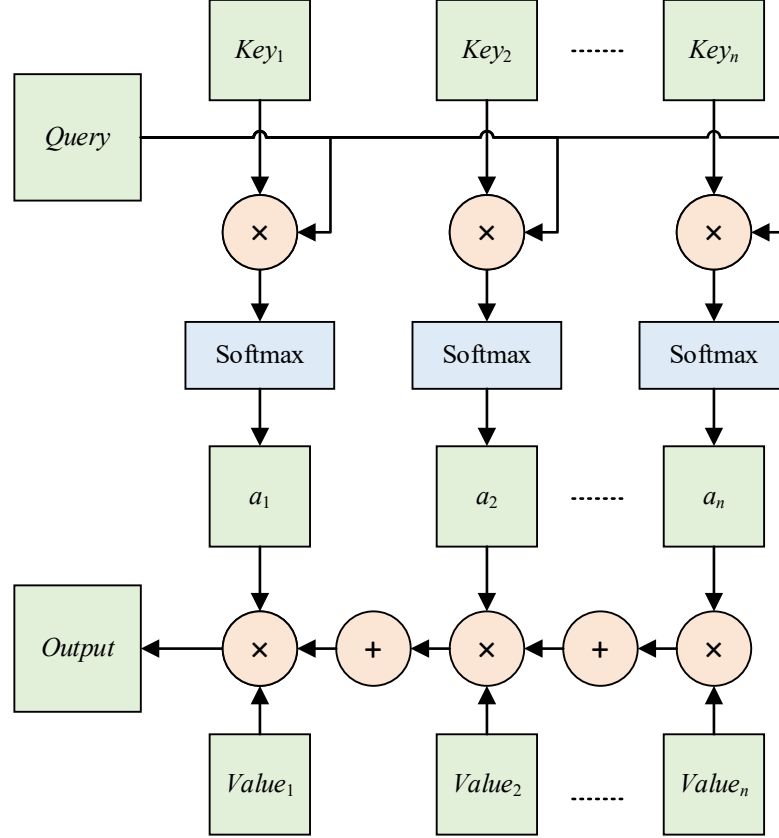 Key₁ Key₂ ........ Keyₙ
Query
× × ×
Softmax Softmax Softmax
a₁ a₂ ........ aₙ
Output × + × + ×
Value₁ Value₂ ........ Valueₙ